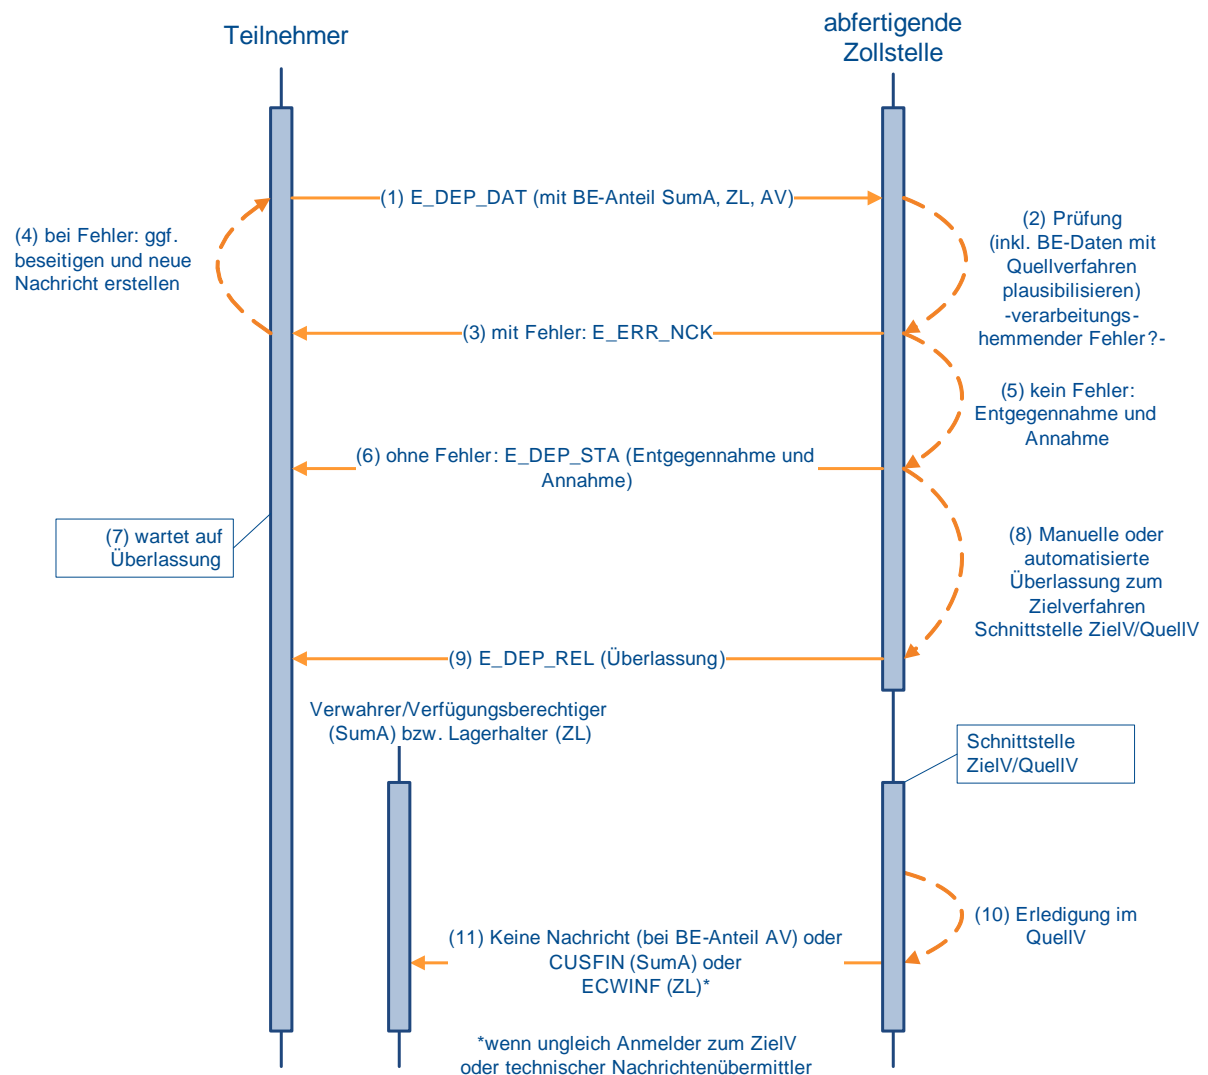 Teilnehmer
abfertigende
Zollstelle
(1) E_DEP_DAT (mit BE-Anteil SumA, ZL, AV)
(2) Prüfung
(inkl. BE-Daten mit
Quellverfahren
plausibilisieren)
-verarbeitungs-
hemmender Fehler?-
(4) bei Fehler: ggf.
beseitigen und neue
Nachricht erstellen
(3) mit Fehler: E_ERR_NCK
(5) kein Fehler:
Entgegennahme und
Annahme
(6) ohne Fehler: E_DEP_STA (Entgegennahme und
Annahme)
(7) wartet auf
Überlassung
(8) Manuelle oder
automatisierte
Überlassung zum
Zielverfahren
Schnittstelle ZielV/QuellV
(9) E_DEP_REL (Überlassung)
Verwahrer/Verfügungsberechtiger
(SumA) bzw. Lagerhalter (ZL)
Schnittstelle
ZielV/QuellV
(10) Erledigung im
QuellV
(11) Keine Nachricht (bei BE-Anteil AV) oder
CUSFIN (SumA) oder
ECWINF (ZL)*
*wenn ungleich Anmelder zum ZielV
oder technischer Nachrichtenübermittler